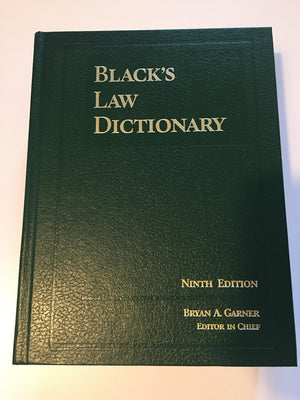 BLACK'S
LAW
DICTIONARY
NINTH EDITION
BRYAN A. GARNER
EDITOR IN CHIEF